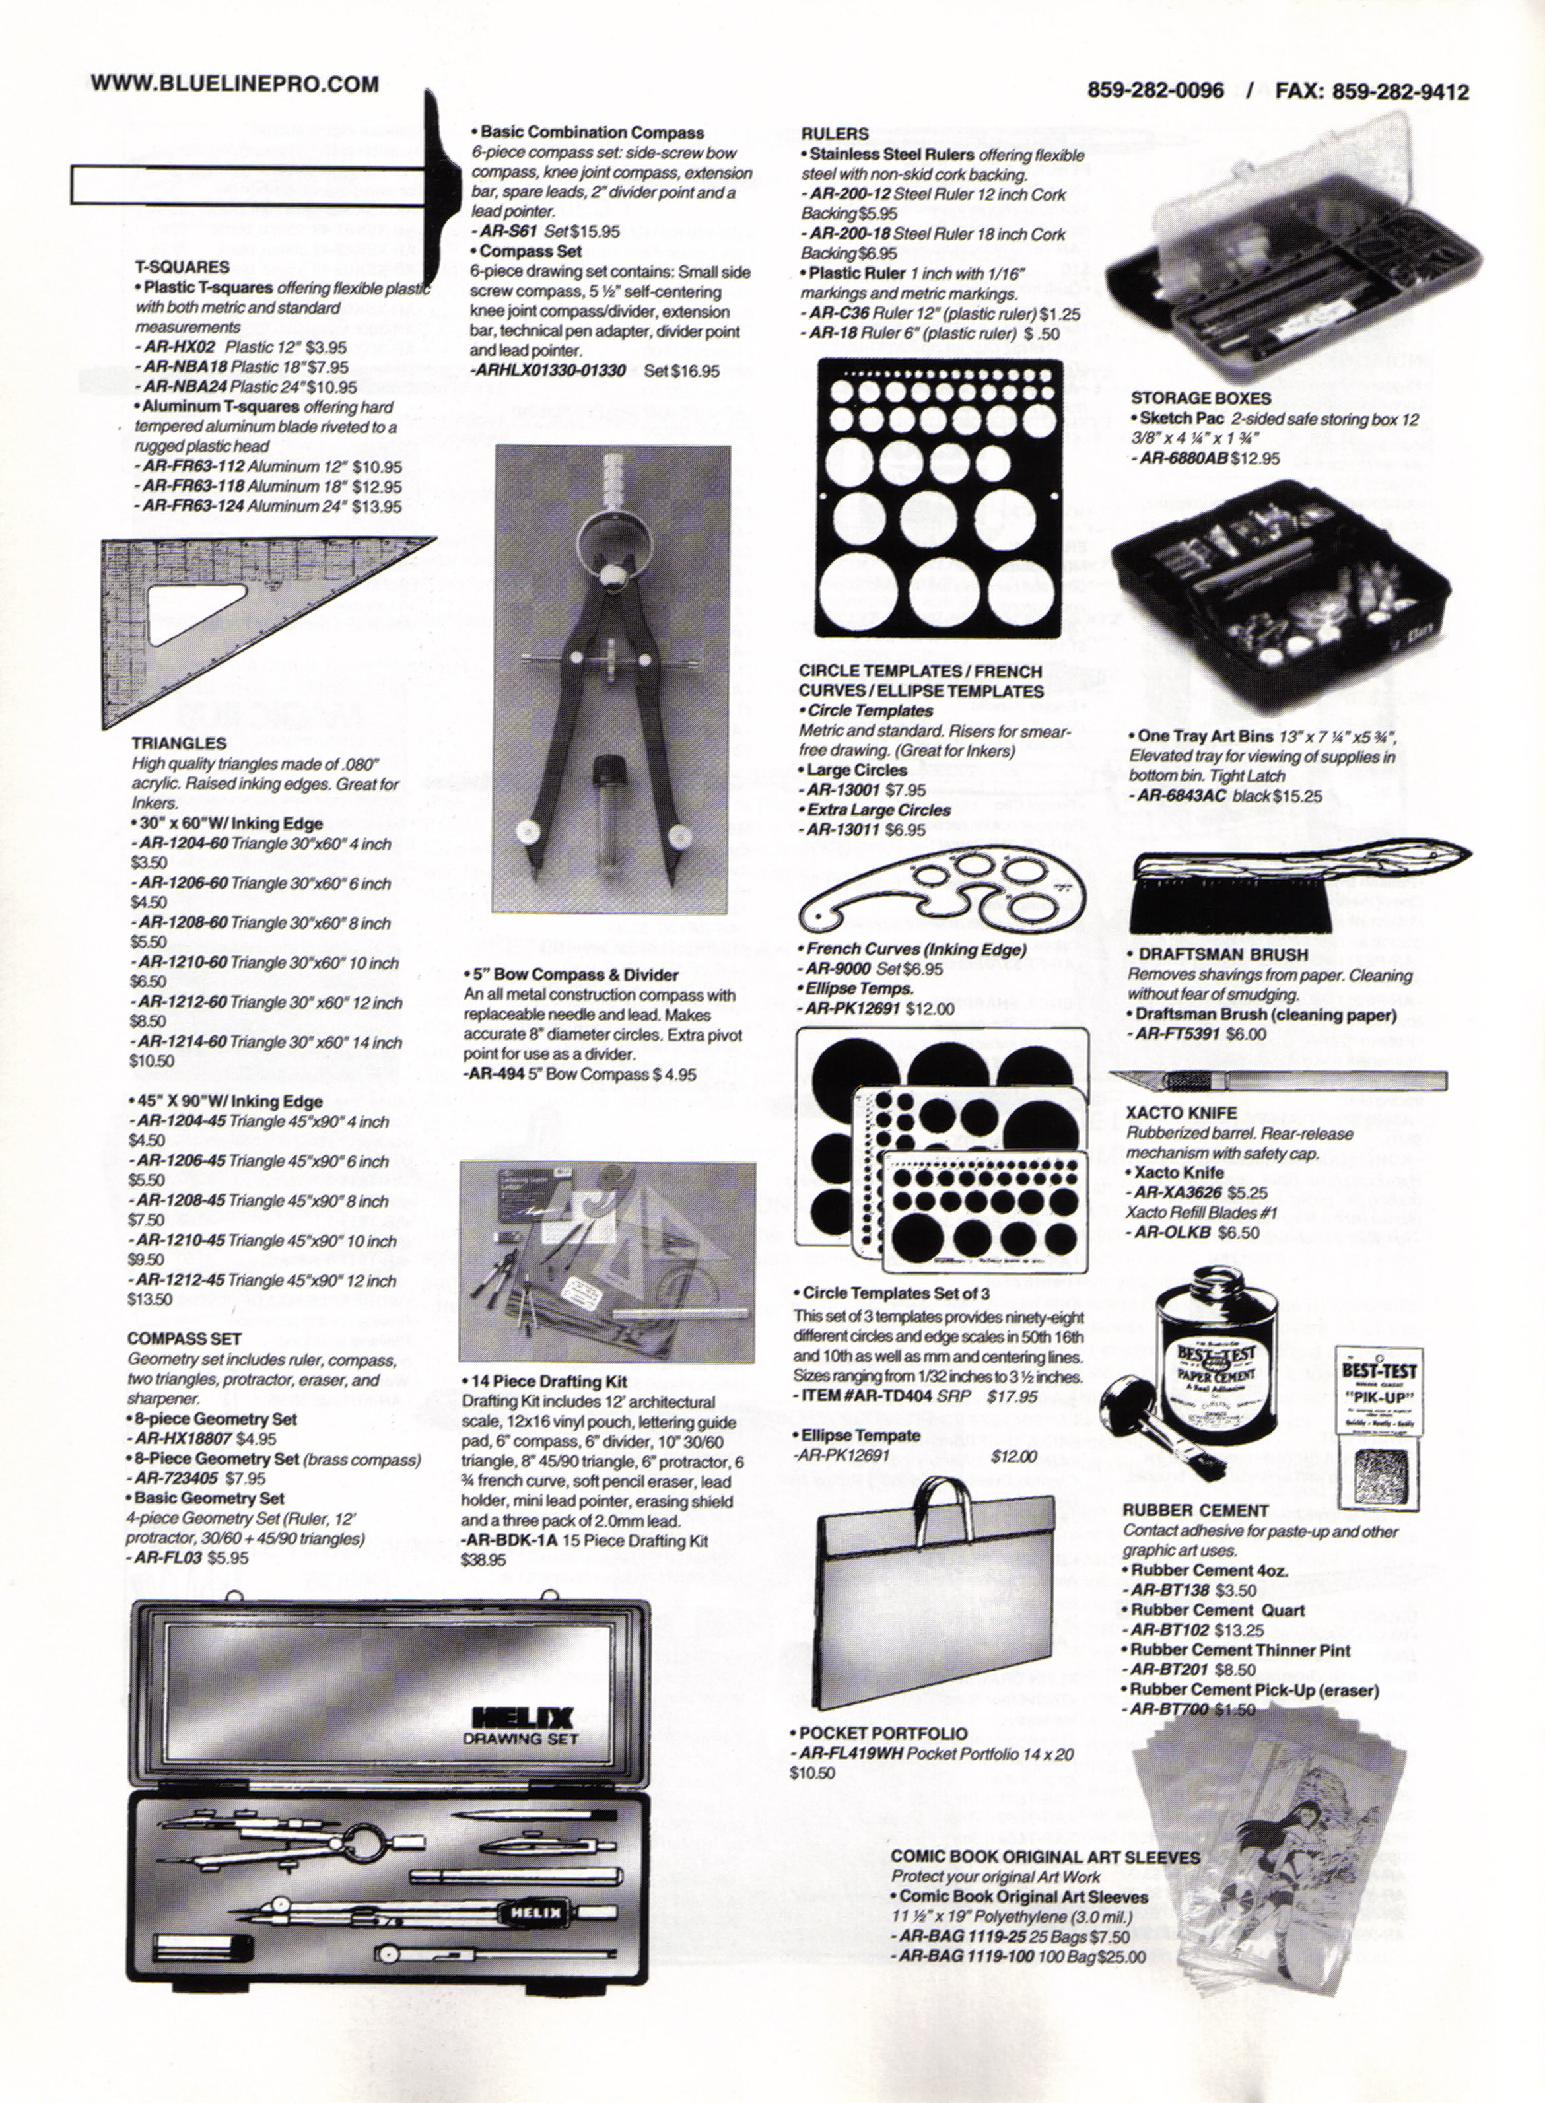 WWW.BLUELINEPRO.COM
859-282-0096 / FAX: 859-282-9412
T-SQUARES
• Plastic T-squares offering flexible plastic
with both metric and standard
measurements
- AR-HX02 Plastic 12" $3.95
- AR-NBA18 Plastic 18" $7.95
- AR-NBA24 Plastic 24" $10.95
• Aluminum T-squares offering hard
tempered aluminum blade riveted to a
rugged plastic head
- AR-FR63-112 Aluminum 12" $10.95
- AR-FR63-118 Aluminum 18" $12.95
- AR-FR63-124 Aluminum 24" $13.95
TRIANGLES
High quality triangles made of .080"
acrylic. Raised inking edges. Great for
Inkers.
• 30" x 60"W/ Inking Edge
- AR-1204-60 Triangle 30"x60" 4 inch
$3.50
- AR-1206-60 Triangle 30"x60" 6 inch
$4.50
- AR-1208-60 Triangle 30"x60" 8 inch
$5.50
- AR-1210-60 Triangle 30"x60" 10 inch
$6.50
- AR-1212-60 Triangle 30" x60" 12 inch
$8.50
- AR-1214-60 Triangle 30" x60" 14 inch
$10.50
• 45" X 90"W/ Inking Edge
- AR-1204-45 Triangle 45"x90" 4 inch
$4.50
- AR-1206-45 Triangle 45"x90" 6 inch
$5.50
- AR-1208-45 Triangle 45"x90" 8 inch
$7.50
- AR-1210-45 Triangle 45"x90" 10 inch
$9.50
- AR-1212-45 Triangle 45"x90" 12 inch
$13.50
COMPASS SET
Geometry set includes ruler, compass,
two triangles, protractor, eraser, and
sharpener.
• 8-piece Geometry Set
- AR-HX18807 $4.95
• 8-Piece Geometry Set (brass compass)
- AR-723405 $7.95
• Basic Geometry Set
4-piece Geometry Set (Ruler, 12'
protractor, 30/60 + 45/90 triangles)
- AR-FL03 $5.95
HELIX
DRAWING SET
HELIX
• Basic Combination Compass
6-piece compass set: side-screw bow
compass, knee joint compass, extension
bar, spare leads, 2" divider point and a
lead pointer.
- AR-S61 Set $15.95
• Compass Set
6-piece drawing set contains: Small side
screw compass, 5 ½" self-centering
knee joint compass/divider, extension
bar, technical pen adapter, divider point
and lead pointer.
-ARHLX01330-01330 Set $16.95
• 5" Bow Compass & Divider
An all metal construction compass with
replaceable needle and lead. Makes
accurate 8" diameter circles. Extra pivot
point for use as a divider.
-AR-494 5" Bow Compass $ 4.95
• 14 Piece Drafting Kit
Drafting Kit includes 12' architectural
scale, 12x16 vinyl pouch, lettering guide
pad, 6" compass, 6" divider, 10" 30/60
triangle, 8" 45/90 triangle, 6" protractor, 6
¾ french curve, soft pencil eraser, lead
holder, mini lead pointer, erasing shield
and a three pack of 2.0mm lead.
-AR-BDK-1A 15 Piece Drafting Kit
$38.95
RULERS
• Stainless Steel Rulers offering flexible
steel with non-skid cork backing.
- AR-200-12 Steel Ruler 12 inch Cork
Backing $5.95
- AR-200-18 Steel Ruler 18 inch Cork
Backing $6.95
• Plastic Ruler 1 inch with 1/16"
markings and metric markings.
- AR-C36 Ruler 12" (plastic ruler) $1.25
- AR-18 Ruler 6" (plastic ruler) $ .50
CIRCLE TEMPLATES / FRENCH
CURVES / ELLIPSE TEMPLATES
• Circle Templates
Metric and standard. Risers for smear-
free drawing. (Great for Inkers)
• Large Circles
- AR-13001 $7.95
• Extra Large Circles
- AR-13011 $6.95
• French Curves (Inking Edge)
- AR-9000 Set $6.95
• Ellipse Temps.
- AR-PK12691 $12.00
• Circle Templates Set of 3
This set of 3 templates provides ninety-eight
different circles and edge scales in 50th 16th
and 10th as well as mm and centering lines.
Sizes ranging from 1/32 inches to 3 ½ inches.
- ITEM #AR-TD404 SRP $17.95
• Ellipse Tempate
-AR-PK12691 $12.00
• POCKET PORTFOLIO
- AR-FL419WH Pocket Portfolio 14 x 20
$10.50
COMIC BOOK ORIGINAL ART SLEEVES
Protect your original Art Work
• Comic Book Original Art Sleeves
11 ½" x 19" Polyethylene (3.0 mil.)
- AR-BAG 1119-25 25 Bags $7.50
- AR-BAG 1119-100 100 Bag $25.00
STORAGE BOXES
• Sketch Pac 2-sided safe storing box 12
3/8" x 4 ¼" x 1 ¾"
- AR-6880AB $12.95
• One Tray Art Bins 13" x 7 ¼" x5 ¾",
Elevated tray for viewing of supplies in
bottom bin. Tight Latch
- AR-6843AC black $15.25
• DRAFTSMAN BRUSH
Removes shavings from paper. Cleaning
without fear of smudging.
• Draftsman Brush (cleaning paper)
- AR-FT5391 $6.00
XACTO KNIFE
Rubberized barrel. Rear-release
mechanism with safety cap.
• Xacto Knife
- AR-XA3626 $5.25
Xacto Refill Blades #1
- AR-OLKB $6.50
BEST-TEST
PAPER CEMENT
BEST-TEST
"PIK-UP"
RUBBER CEMENT
Contact adhesive for paste-up and other
graphic art uses.
• Rubber Cement 4oz.
- AR-BT138 $3.50
• Rubber Cement Quart
- AR-BT102 $13.25
• Rubber Cement Thinner Pint
- AR-BT201 $8.50
• Rubber Cement Pick-Up (eraser)
- AR-BT700 $1.50